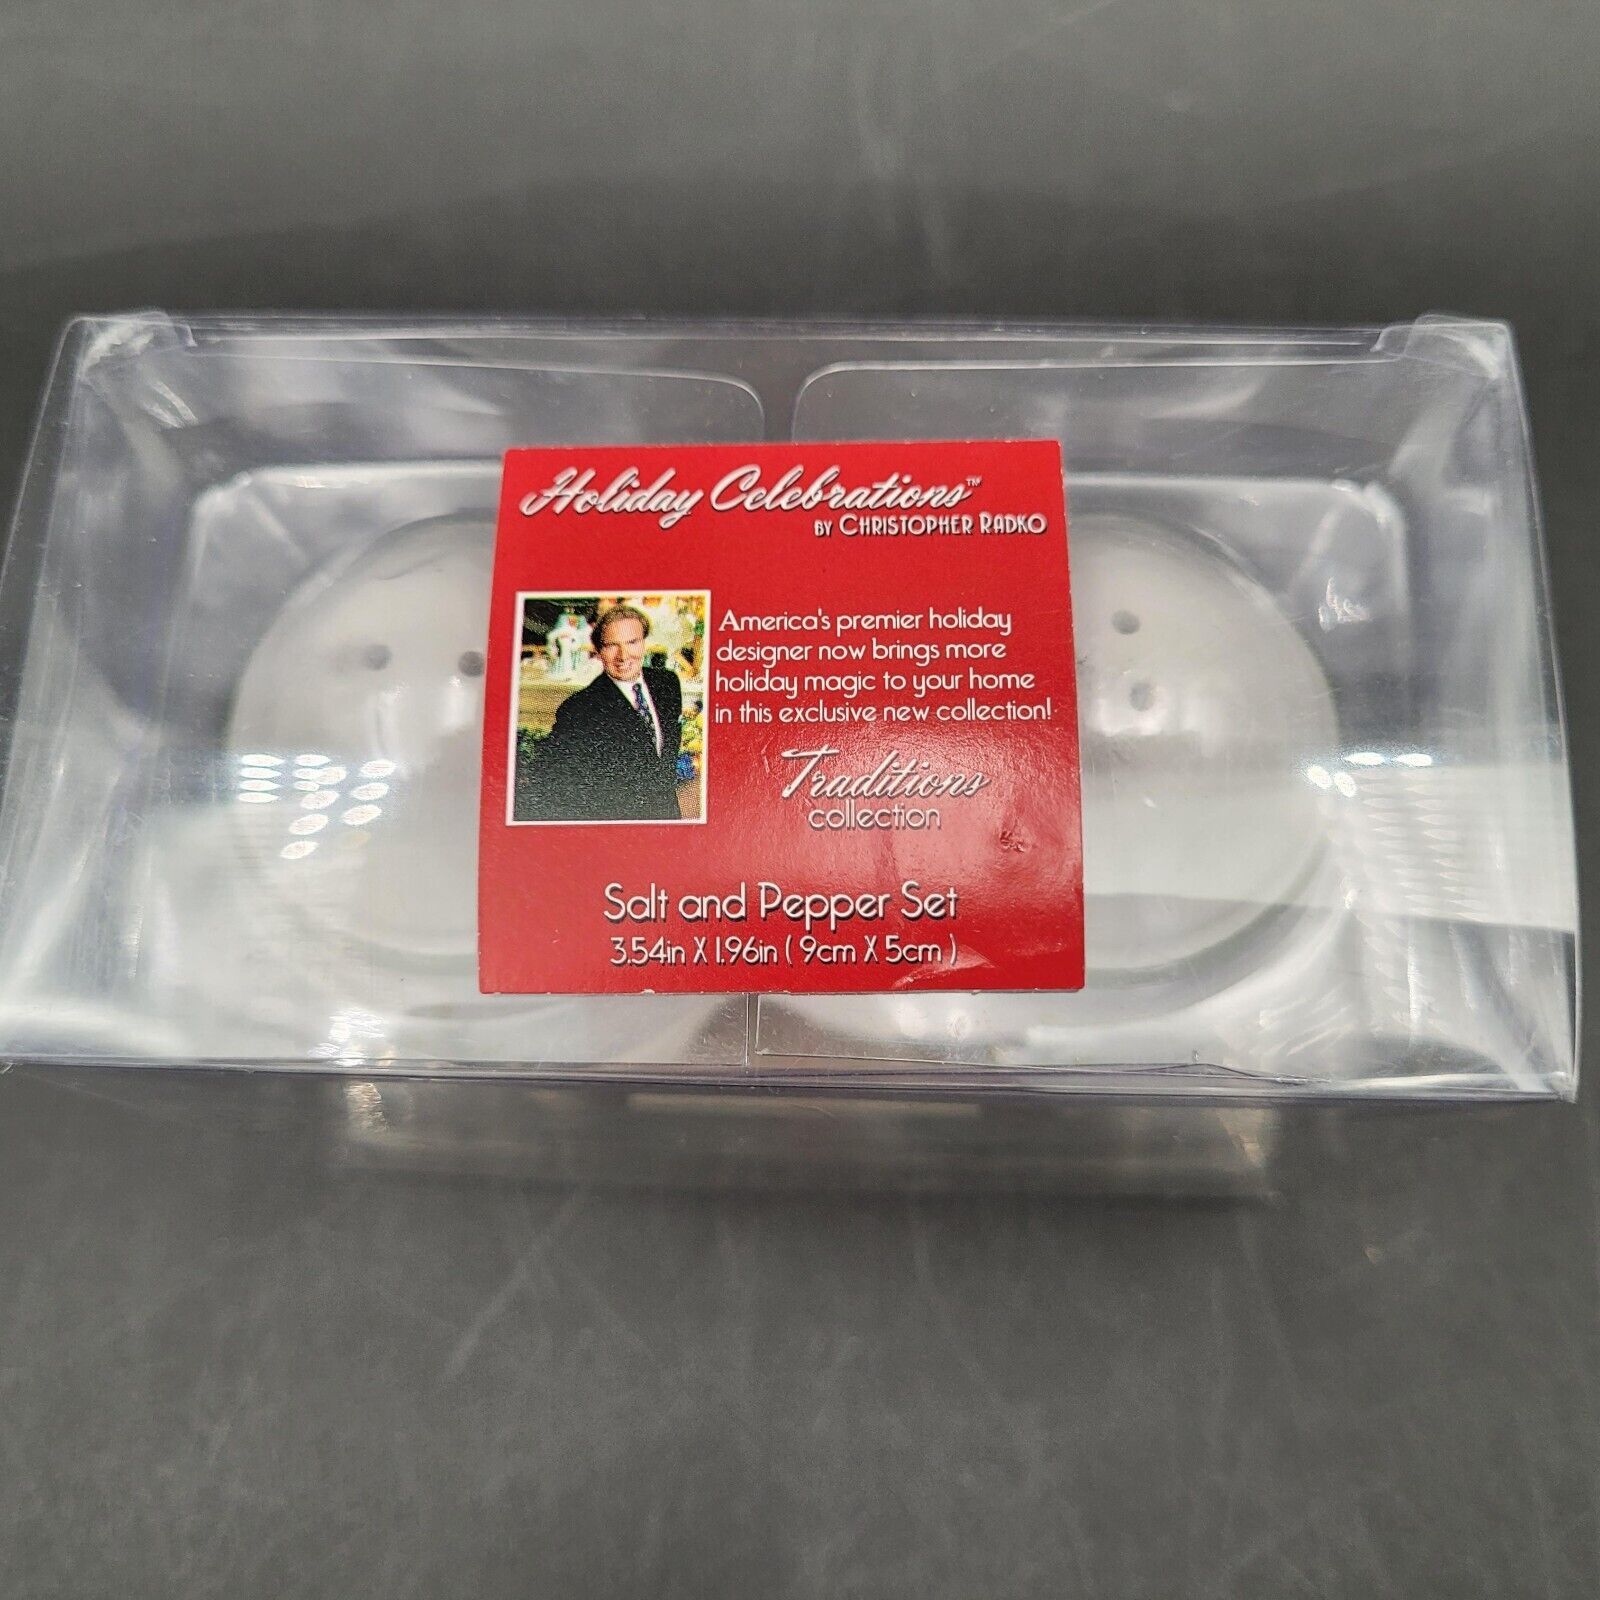 Holiday Celebrations™
BY CHRISTOPHER RADKO
America's premier holiday
designer now brings more
holiday magic to your home
in this exclusive new collection!
Traditions
collection
Salt and Pepper Set
3.54in X 1.96in ( 9cm X 5cm )